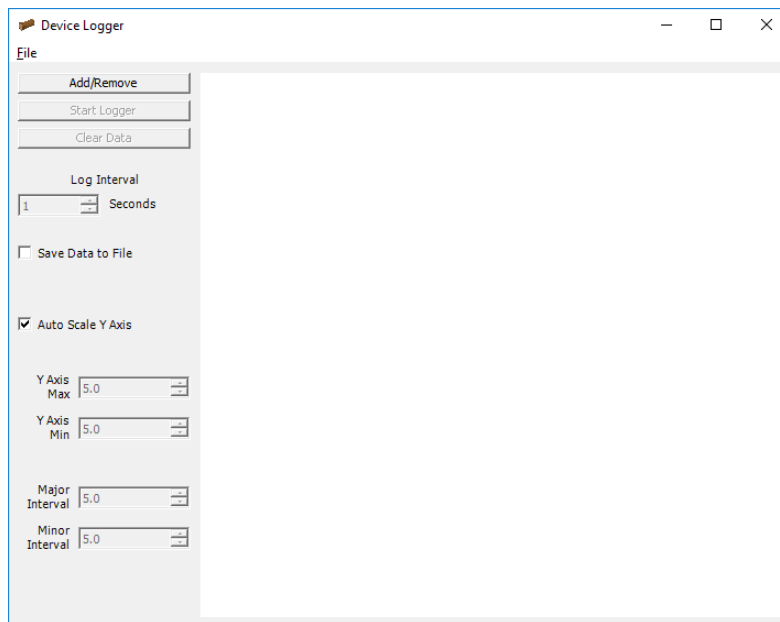 Device Logger
File
Add/Remove
Start Logger
Clear Data
Log Interval
1 Seconds
Save Data to File
Auto Scale Y Axis
Y Axis
Max 5.0
Y Axis
Min 5.0
Major
Interval 5.0
Minor
Interval 5.0